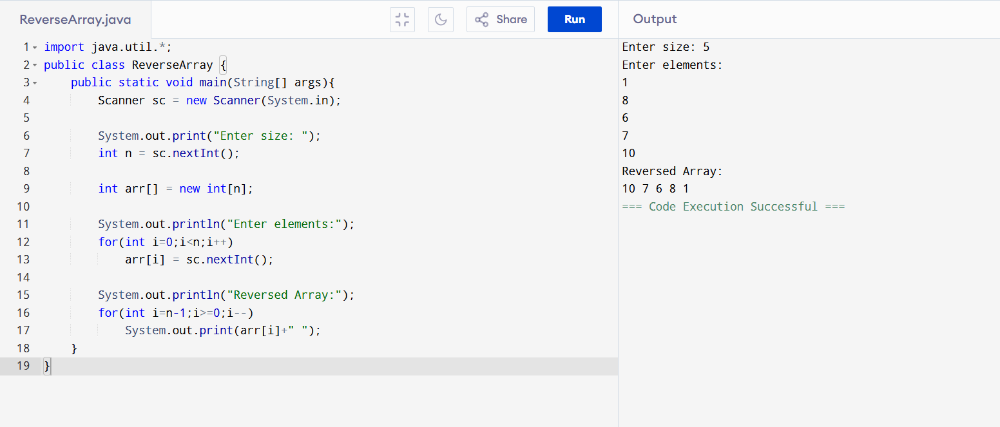 ReverseArray.java
Share
Run
Output
1 import java.util.*;
2 public class ReverseArray {
3     public static void main(String[] args){
4         Scanner sc = new Scanner(System.in);
5
6         System.out.print("Enter size: ");
7         int n = sc.nextInt();
8
9         int arr[] = new int[n];
10
11         System.out.println("Enter elements:");
12         for(int i=0;i<n;i++)
13             arr[i] = sc.nextInt();
14
15         System.out.println("Reversed Array:");
16         for(int i=n-1;i>=0;i--)
17             System.out.print(arr[i]+" ");
18     }
19 }
Enter size: 5
Enter elements:
1
8
6
7
10
Reversed Array:
10 7 6 8 1
=== Code Execution Successful ===